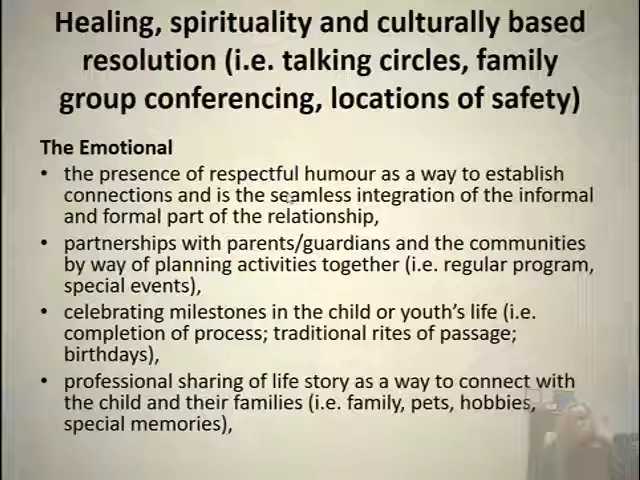 Healing, spirituality and culturally based
resolution (i.e. talking circles, family
group conferencing, locations of safety)
The Emotional
• the presence of respectful humour as a way to establish
connections and is the seamless integration of the informal
and formal part of the relationship,
• partnerships with parents/guardians and the communities
by way of planning activities together (i.e. regular program,
special events),
• celebrating milestones in the child or youth's life (i.e.
completion of process; traditional rites of passage;
birthdays),
• professional sharing of life story as a way to connect with
the child and their families (i.e. family, pets, hobbies,
special memories),